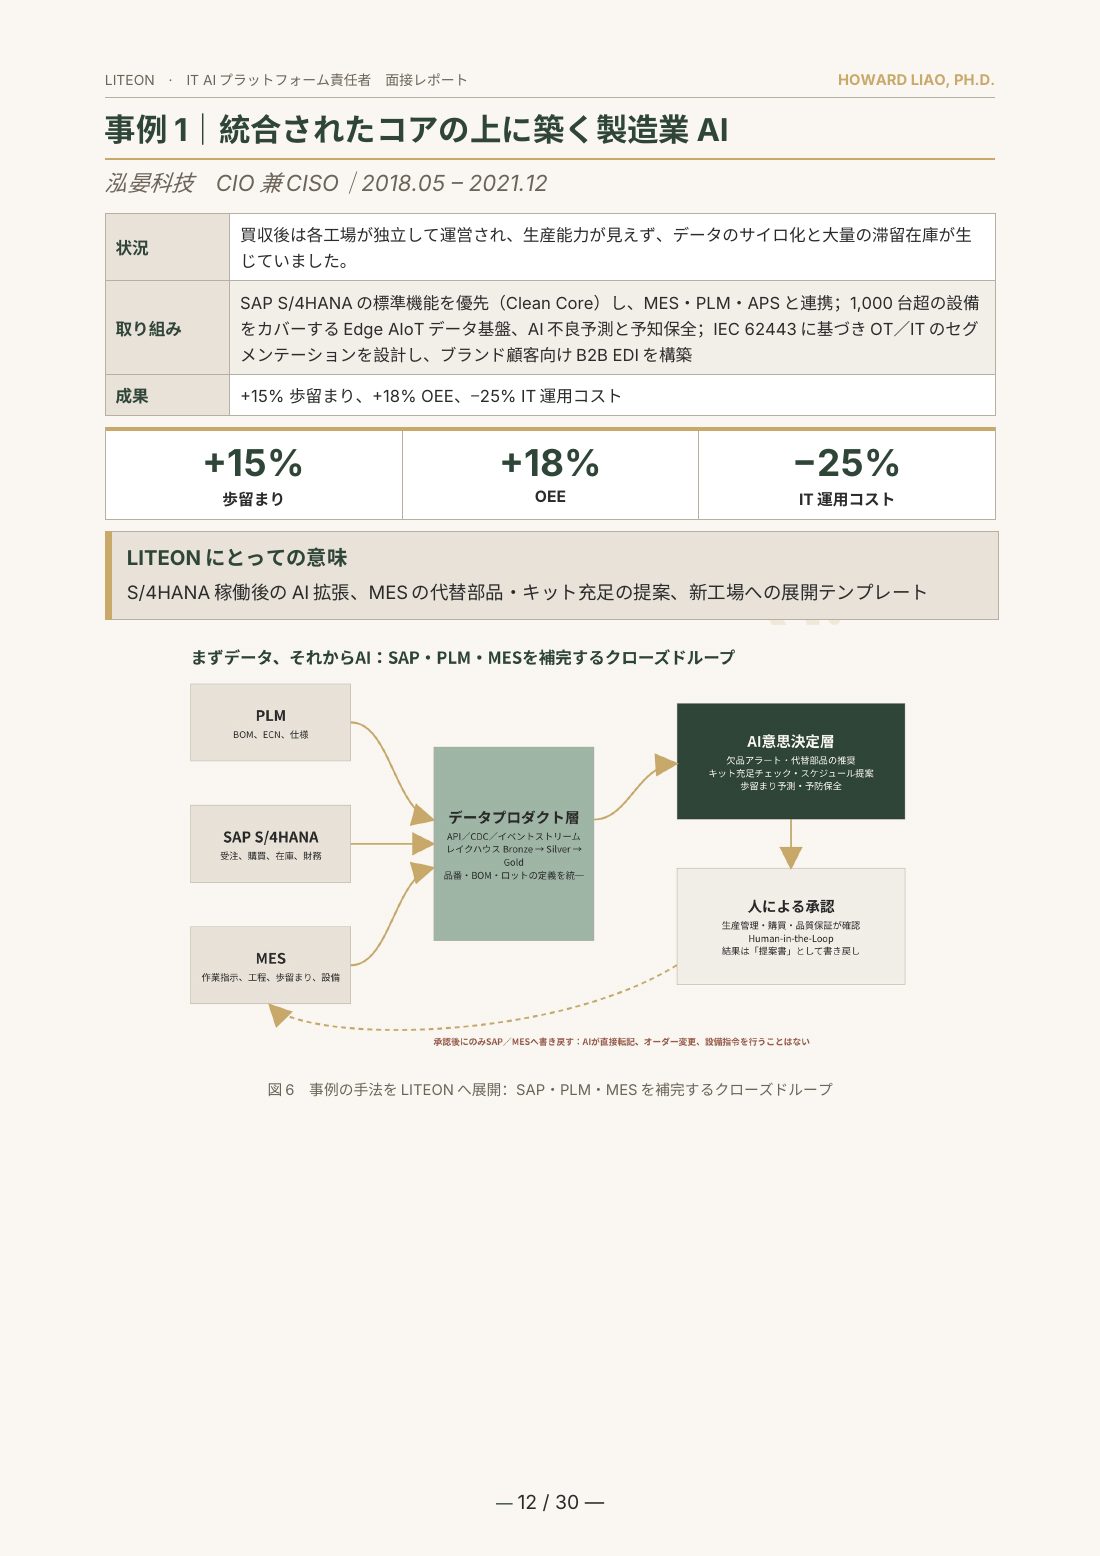 LITEON · IT AI プラットフォーム責任者 面接レポート
HOWARD LIAO, PH.D.
事例 1｜統合されたコアの上に築く製造業 AI
泓晏科技 CIO 兼 CISO｜2018.05 – 2021.12
状況
買収後は各工場が独立して運営され、生産能力が見えず、データのサイロ化と大量の滞留在庫が生
じていました。
取り組み
SAP S/4HANA の標準機能を優先（Clean Core）し、MES・PLM・APS と連携；1,000 台超の設備
をカバーする Edge AIoT データ基盤、AI 不良予測と予知保全；IEC 62443 に基づき OT／IT のセグ
メンテーションを設計し、ブランド顧客向け B2B EDI を構築
成果
+15% 歩留まり、+18% OEE、−25% IT 運用コスト
+15%
歩留まり
+18%
OEE
−25%
IT 運用コスト
LITEON にとっての意味
S/4HANA 稼働後の AI 拡張、MES の代替部品・キット充足の提案、新工場への展開テンプレート
まずデータ、それからAI：SAP・PLM・MESを補完するクローズドループ
PLM
BOM、ECN、仕様
SAP S/4HANA
受注、購買、在庫、財務
MES
作業指示、工程、歩留まり、設備
データプロダクト層
API／CDC／イベントストリーム
レイクハウス Bronze → Silver →
Gold
品番・BOM・ロットの定義を統一
AI意思決定層
欠品アラート・代替部品の推奨
キット充足チェック・スケジュール提案
歩留まり予測・予防保全
人による承認
生産管理・購買・品質保証が確認
Human-in-the-Loop
結果は「提案書」として書き戻し
承認後にのみSAP／MESへ書き戻す：AIが直接転記、オーダー変更、設備指令を行うことはない
図 6 事例の手法を LITEON へ展開：SAP・PLM・MES を補完するクローズドループ
— 12 / 30 —